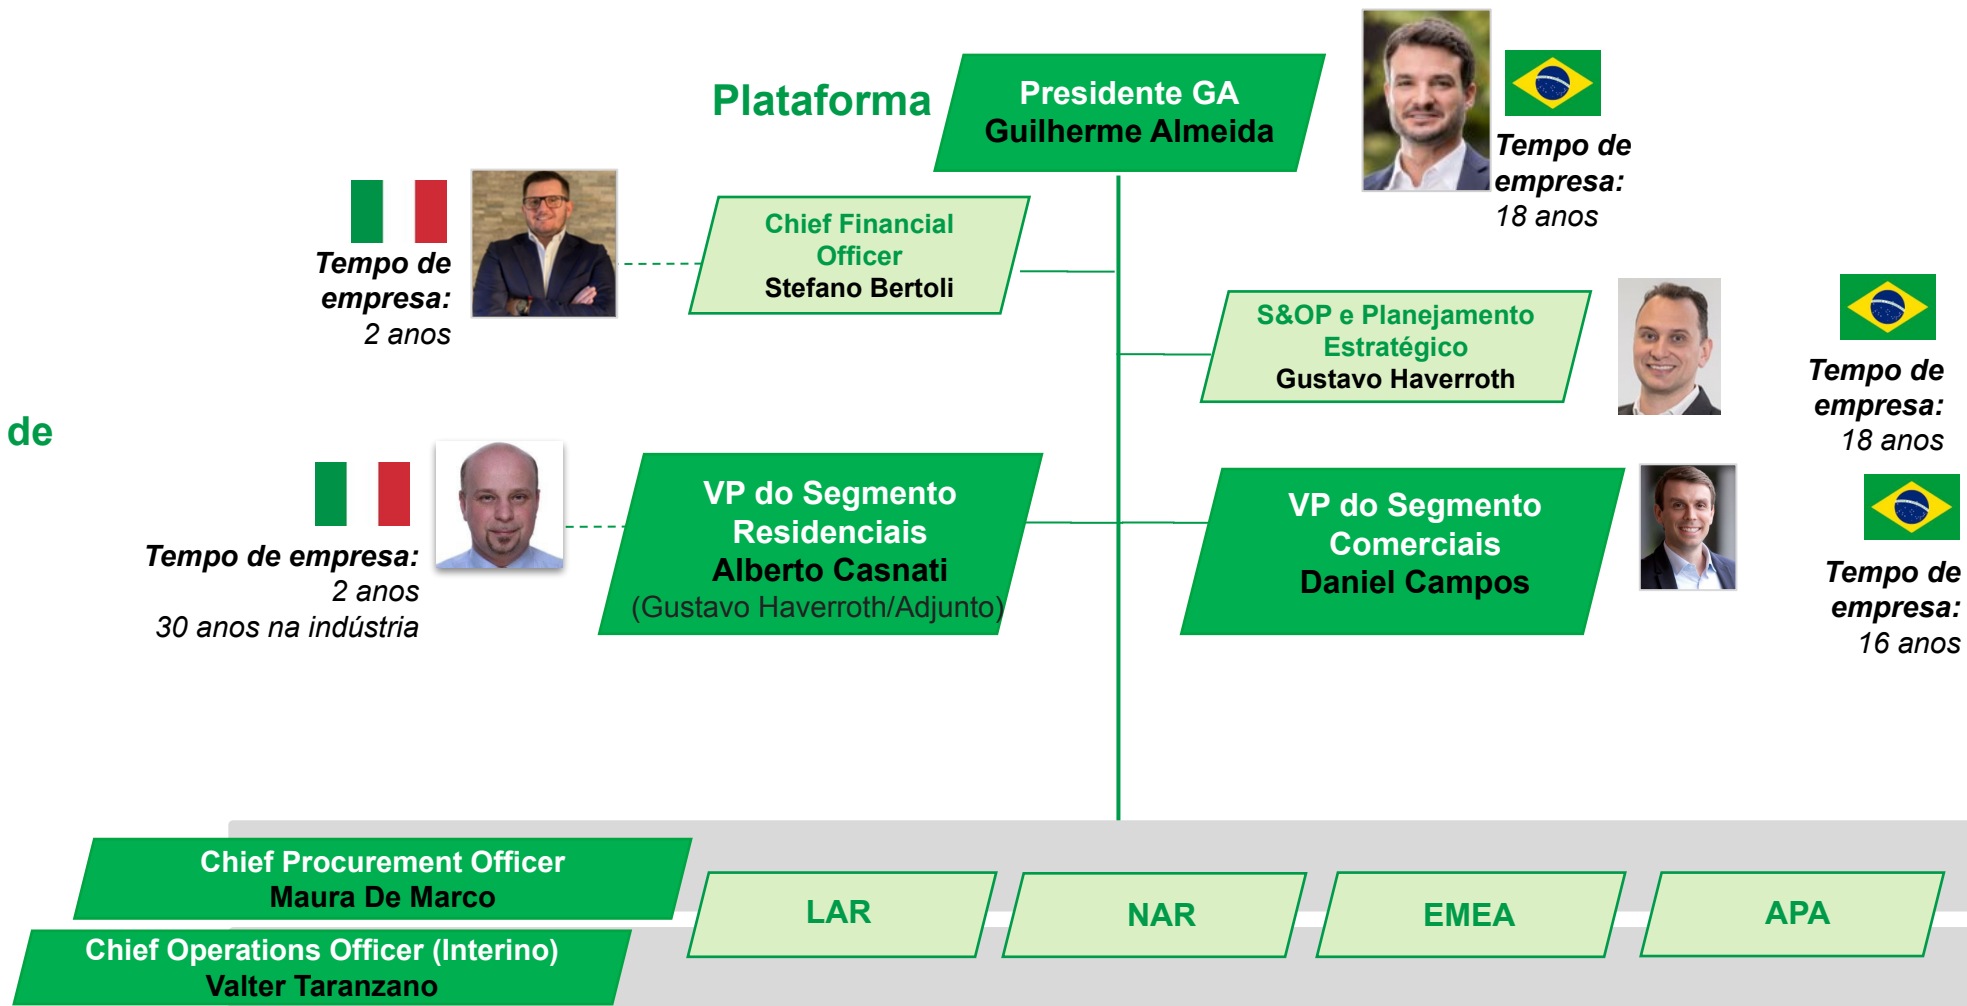 Plataforma
Presidente GA
Guilherme Almeida
Tempo de
empresa:
18 anos
Tempo de
empresa:
2 anos
Chief Financial
Officer
Stefano Bertoli
S&OP e Planejamento
Estratégico
Gustavo Haverroth
Tempo de
empresa:
18 anos
de
Tempo de empresa:
2 anos
30 anos na indústria
VP do Segmento
Residenciais
Alberto Casnati
(Gustavo Haverroth/Adjunto)
VP do Segmento
Comerciais
Daniel Campos
Tempo de
empresa:
16 anos
Chief Procurement Officer
Maura De Marco
LAR
NAR
EMEA
APA
Chief Operations Officer (Interino)
Valter Taranzano